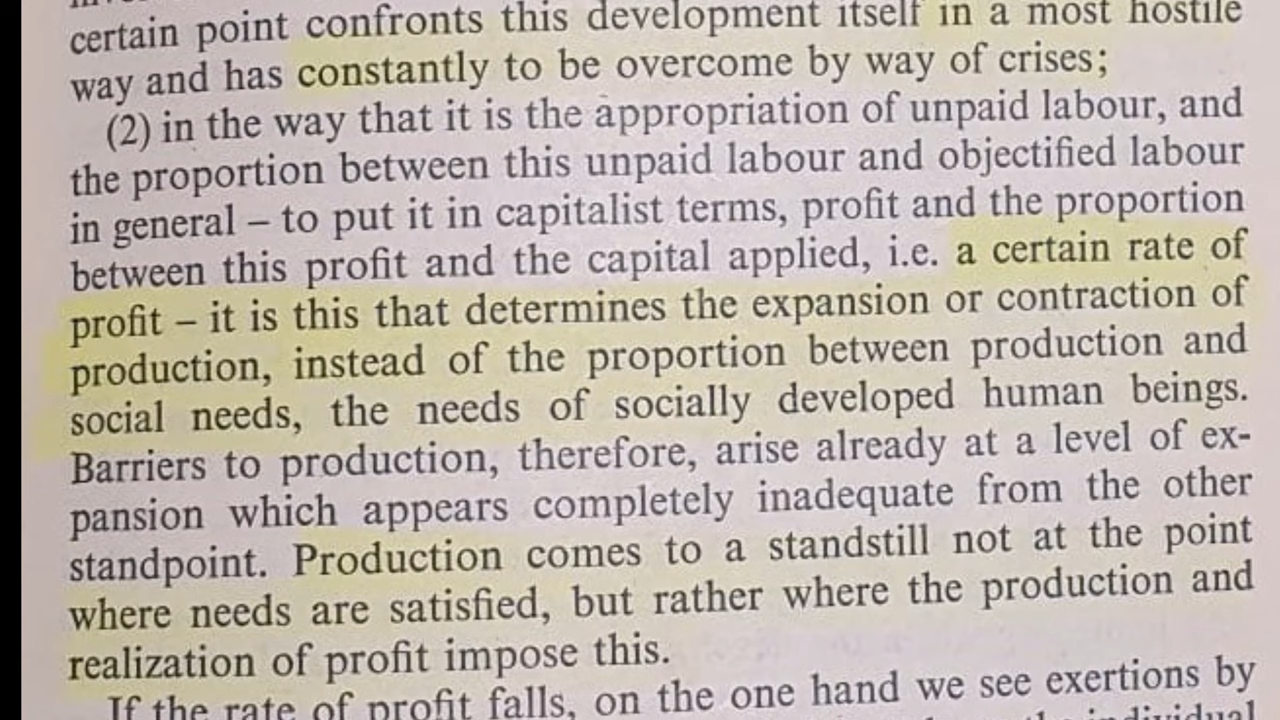 certain point confronts this development itself in a most hostile
way and has constantly to be overcome by way of crises;
(2) in the way that it is the appropriation of unpaid labour, and
the proportion between this unpaid labour and objectified labour
in general – to put it in capitalist terms, profit and the proportion
between this profit and the capital applied, i.e. a certain rate of
profit – it is this that determines the expansion or contraction of
production, instead of the proportion between production and
social needs, the needs of socially developed human beings.
Barriers to production, therefore, arise already at a level of ex-
pansion which appears completely inadequate from the other
standpoint. Production comes to a standstill not at the point
where needs are satisfied, but rather where the production and
realization of profit impose this.
If the rate of profit falls, on the one hand we see exertions by
individual